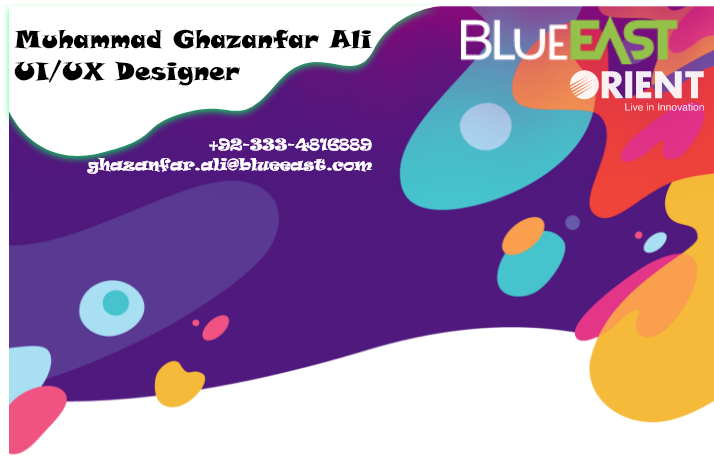 Muhammad Ghazanfar Ali
UI/UX Designer
BLUEEAST
ORIENT
Live in Innovation
+92-333-4816889
ghazanfar.ali@blueeast.com